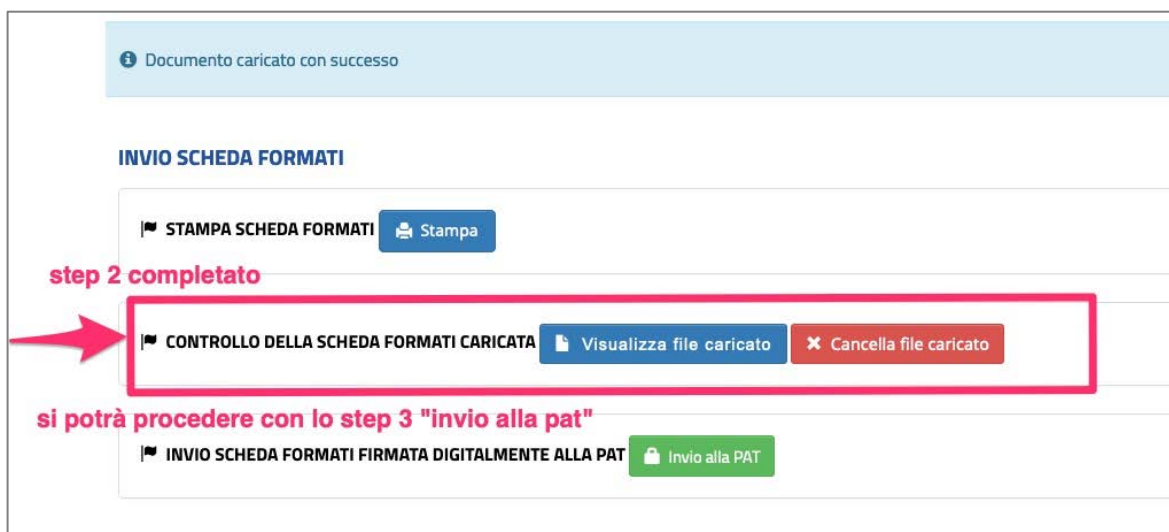 Documento caricato con successo
INVIO SCHEDA FORMATI
STAMPA SCHEDA FORMATI Stampa
step 2 completato
CONTROLLO DELLA SCHEDA FORMATI CARICATA Visualizza file caricato Cancella file caricato
si potrà procedere con lo step 3 "invio alla pat"
INVIO SCHEDA FORMATI FIRMATA DIGITALMENTE ALLA PAT Invio alla PAT